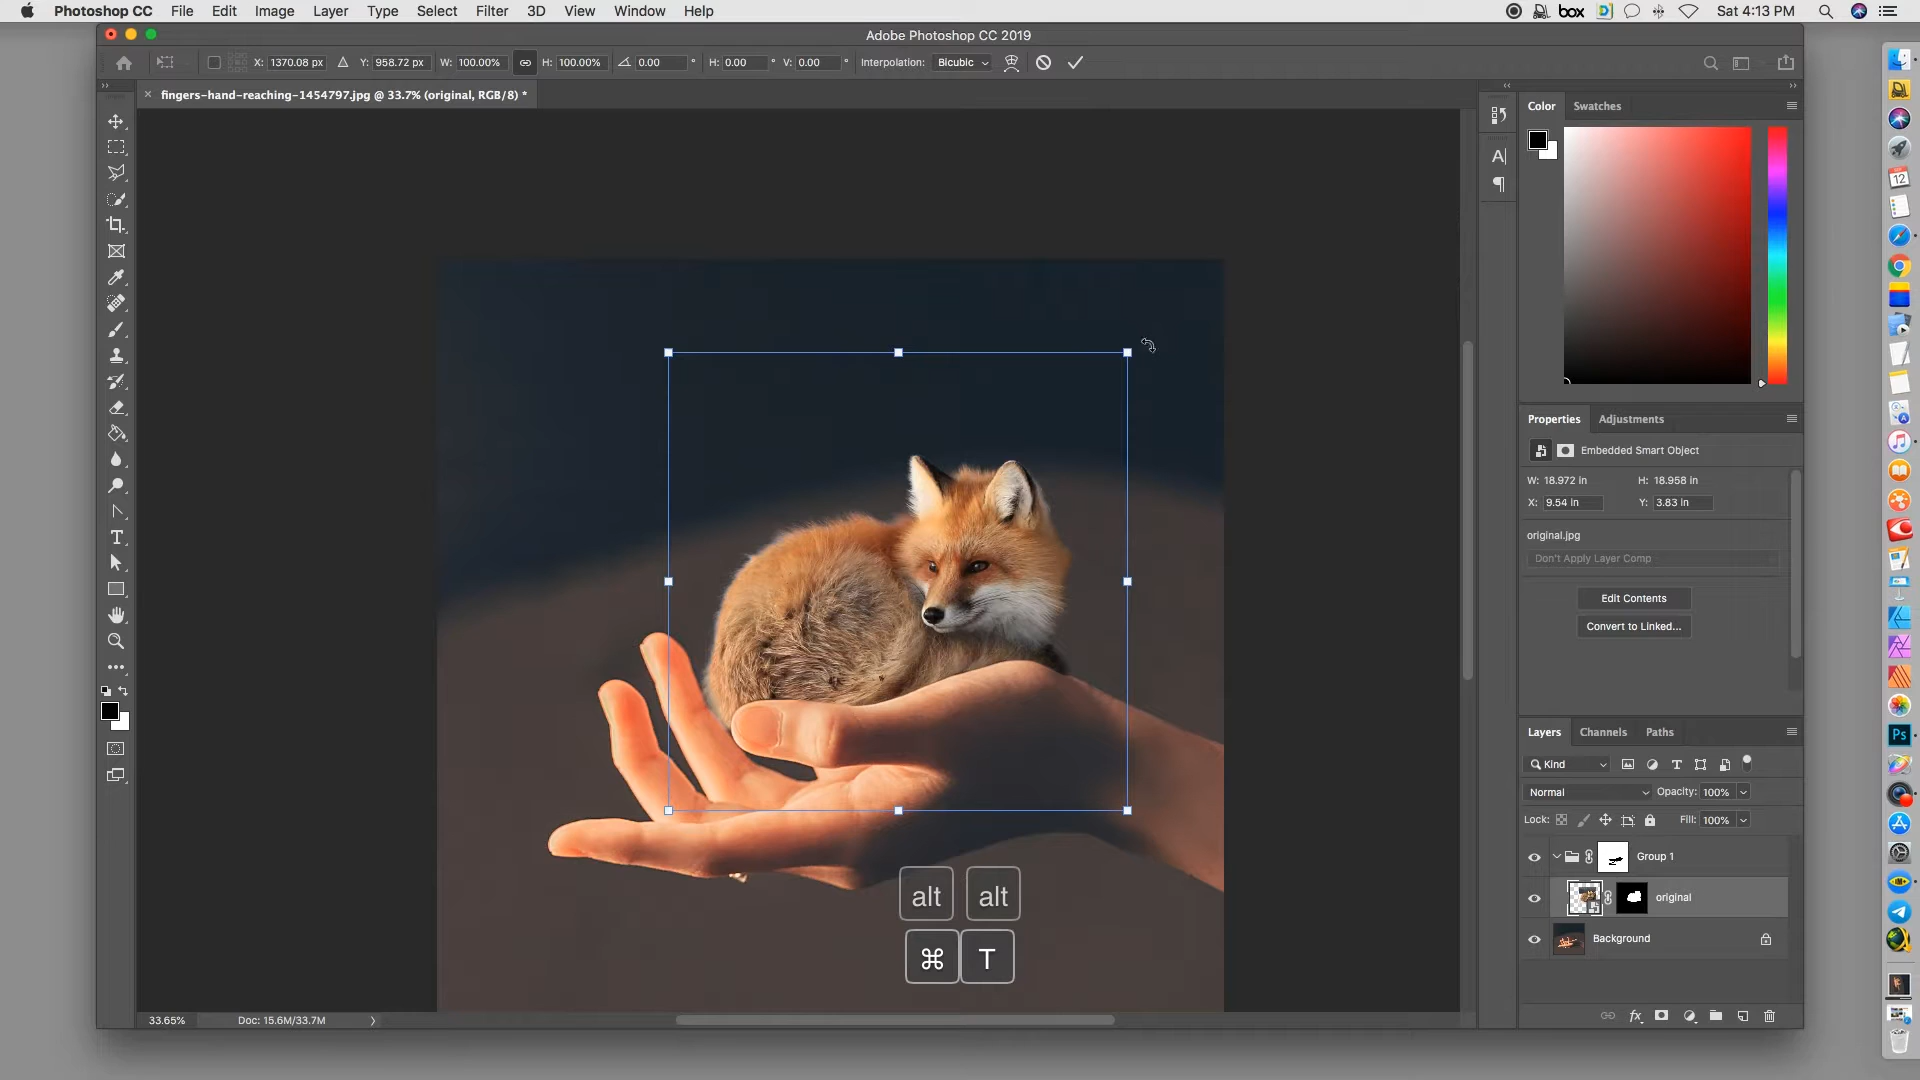 Photoshop CC File Edit Image Layer Type Select Filter 3D View Window Help box Sat 4:13 PM
Adobe Photoshop CC 2019
X: 1370.08 px Y: 958.72 px W: 100.00% H: 100.00% 0.00 ° H: 0.00 ° V: 0.00 ° Interpolation: Bicubic
fingers-hand-reaching-1454797.jpg @ 33.7% (original, RGB/8) *
Color Swatches
Properties Adjustments
Embedded Smart Object
W: 18.972 in H: 18.958 in
X: 9.54 in Y: 3.83 in
original.jpg
Don't Apply Layer Comp
Edit Contents
Convert to Linked...
Layers Channels Paths
Kind
Normal Opacity: 100%
Lock: Fill: 100%
Group 1
original
Background
alt alt
⌘ T
33.65% Doc: 15.6M/33.7M
12
Ps